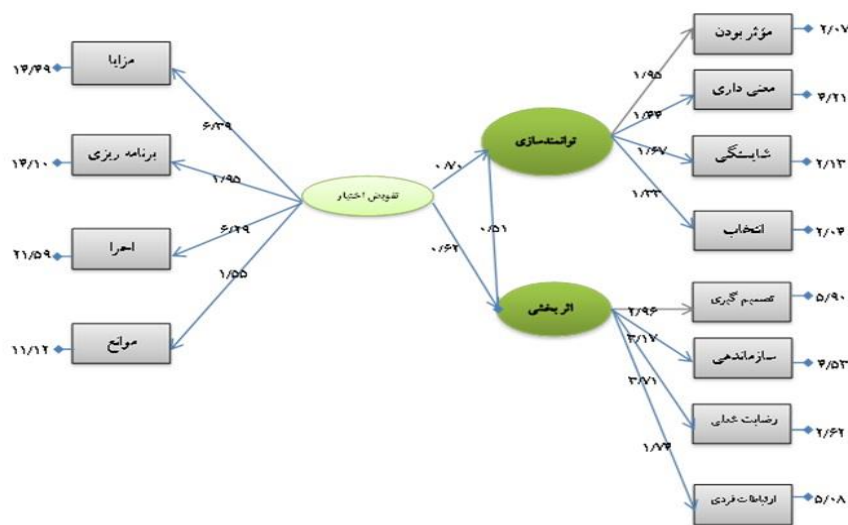 مؤثر بودن
۲/۰۷
معنی داری
۴/۲۱
شایستگی
۲/۱۳
انتخاب
۲/۰۴
تصمیم گیری
۵/۹۰
سازماندهی
۴/۵۳
رضایت شغلی
۲/۶۲
ارتباطات فردی
۵/۰۸
۱/۹۵
۱/۴۴
۱/۶۷
۱/۳۳
توانمندسازی
۲/۹۶
۳/۱۷
۳/۷۱
۱/۷۴
اثربخشی
۰/۷۰
۰/۵۱
۰/۶۲
تفویض اختیار
۶/۳۹
۱/۹۵
۶/۲۹
۱/۵۵
مزایا
۱۴/۴۹
برنامه ریزی
۱۴/۱۰
اجرا
۲۱/۵۹
موانع
۱۱/۱۲